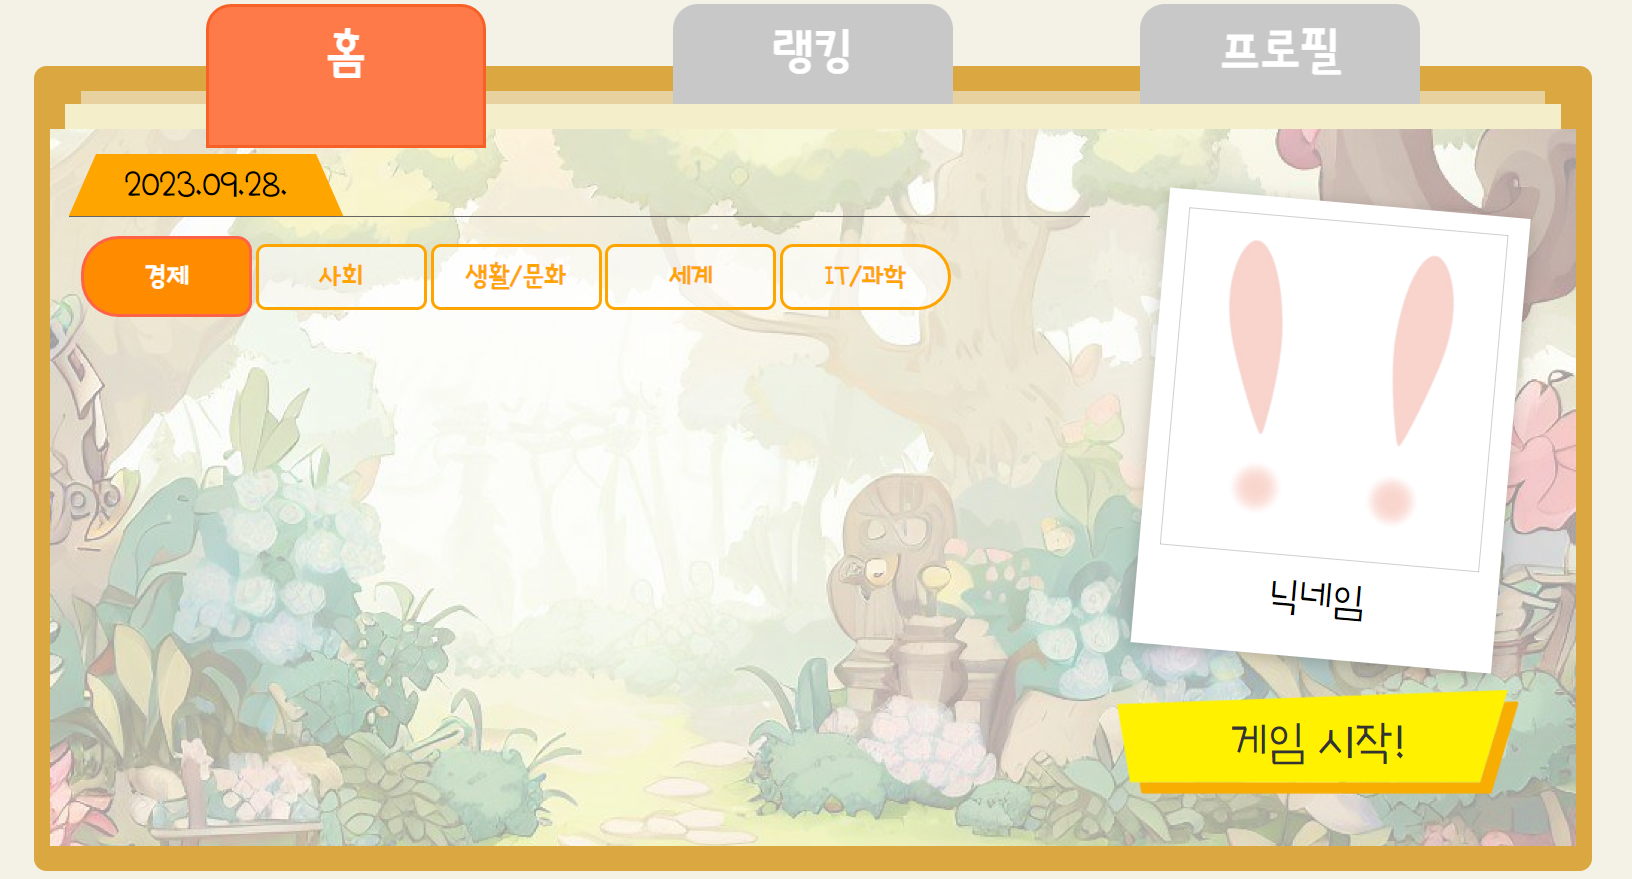 홈
랭킹
프로필
2023.09.28.
경제
사회
생활/문화
세계
IT/과학
닉네임
게임 시작!